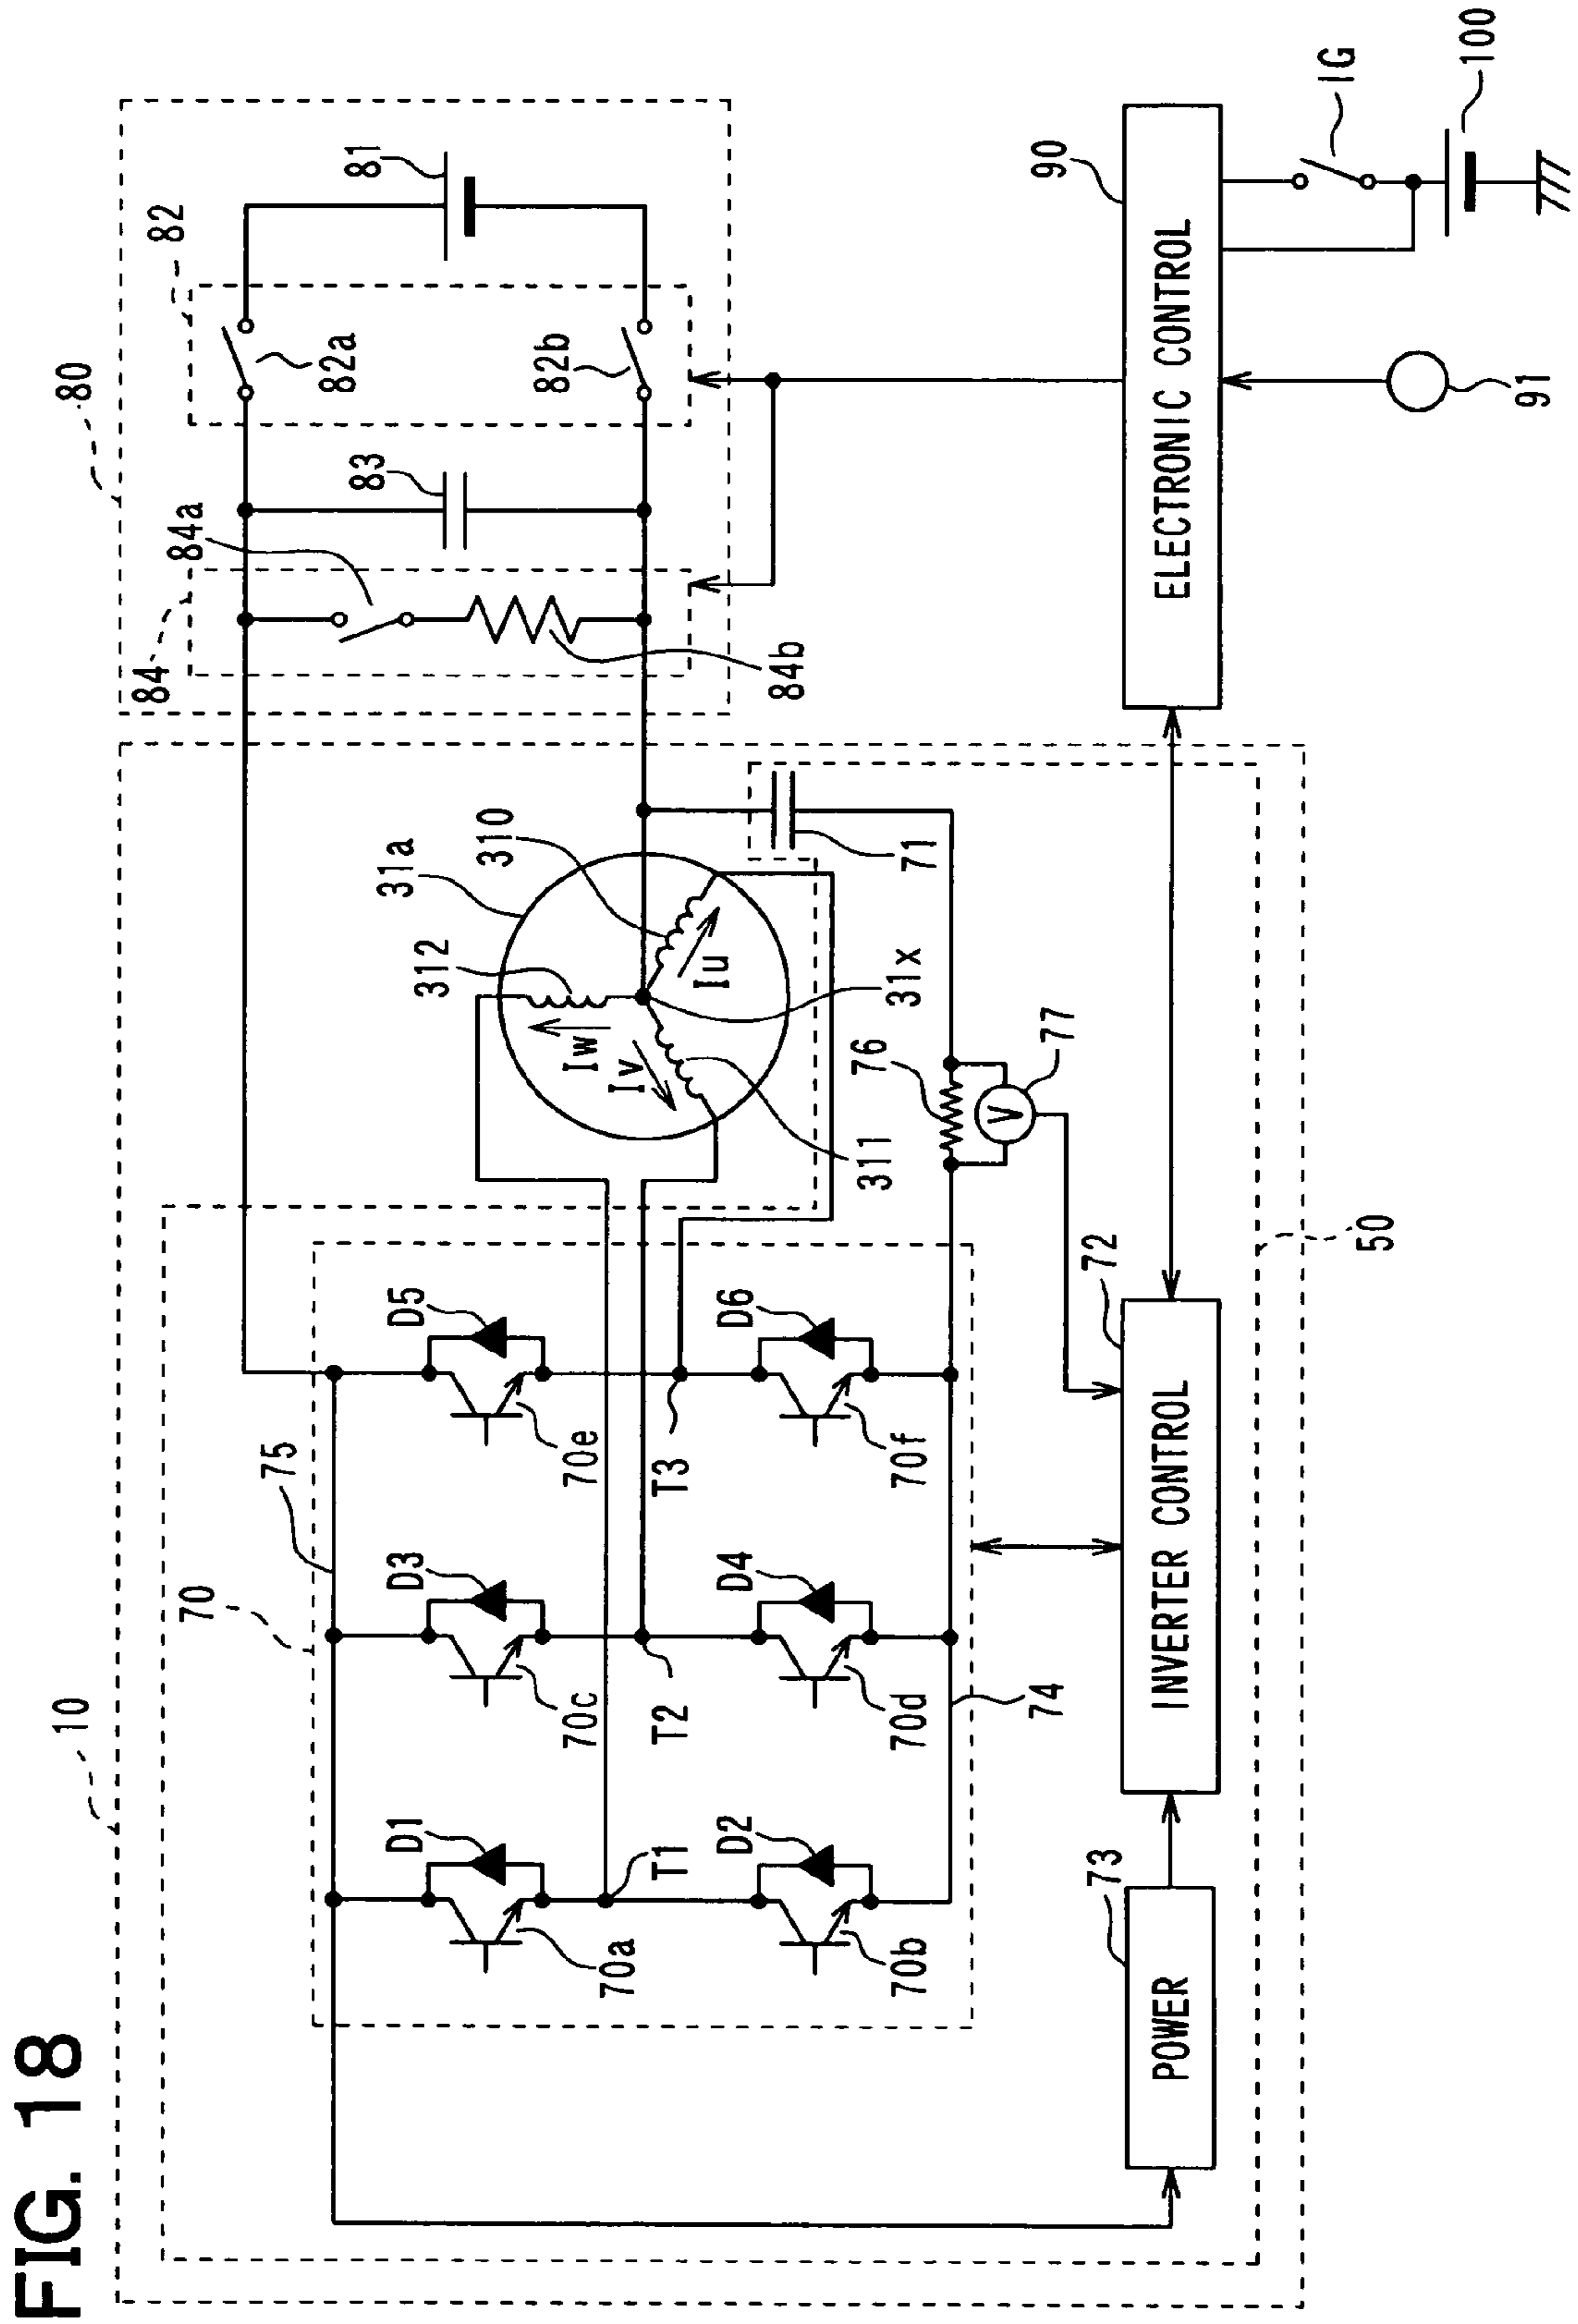 FIG. 18
10
80
70
75
84
84a
83
82
82a
82b
81
84b
31a
310
312
Iu
Iw
Iv
31x
311
71
D1
D3
D5
70a
70c
70e
T1
T2
T3
D2
D4
D6
70b
70d
70f
74
76
V
77
73
POWER
72
INVERTER CONTROL
50
90
ELECTRONIC CONTROL
91
IG
100